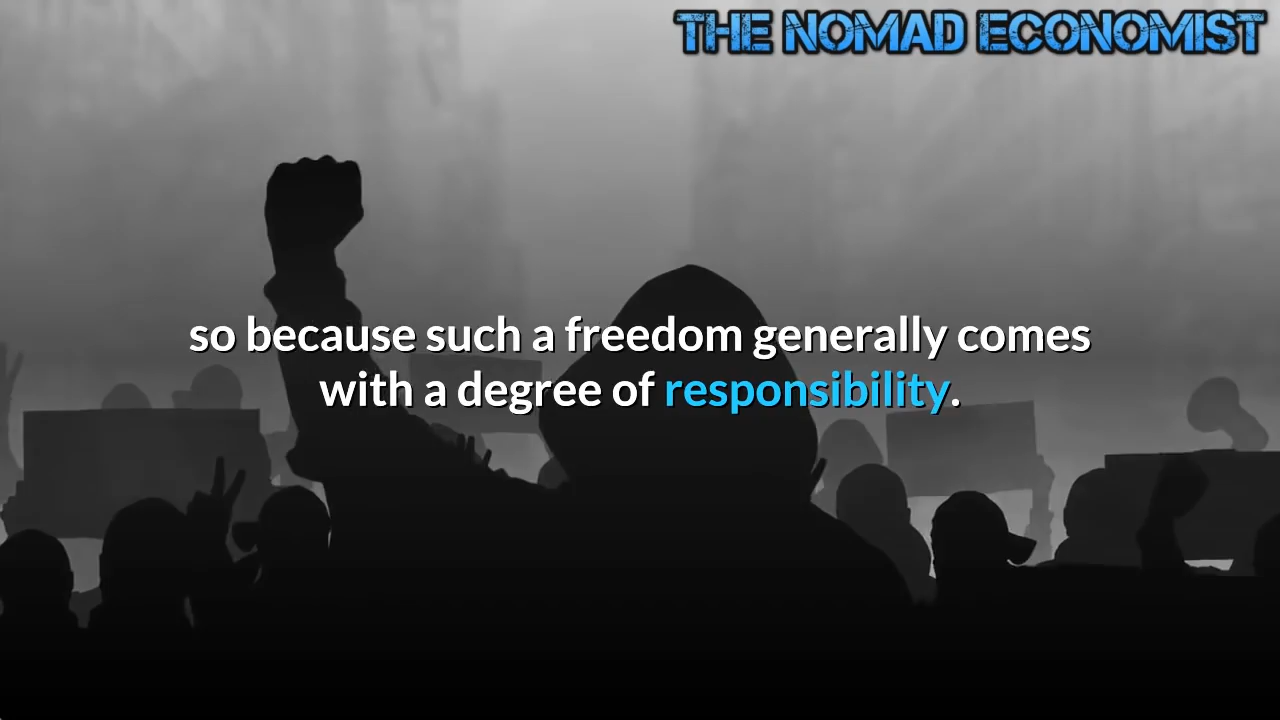 THE NOMAD ECONOMIST
so because such a freedom generally comes
with a degree of responsibility.